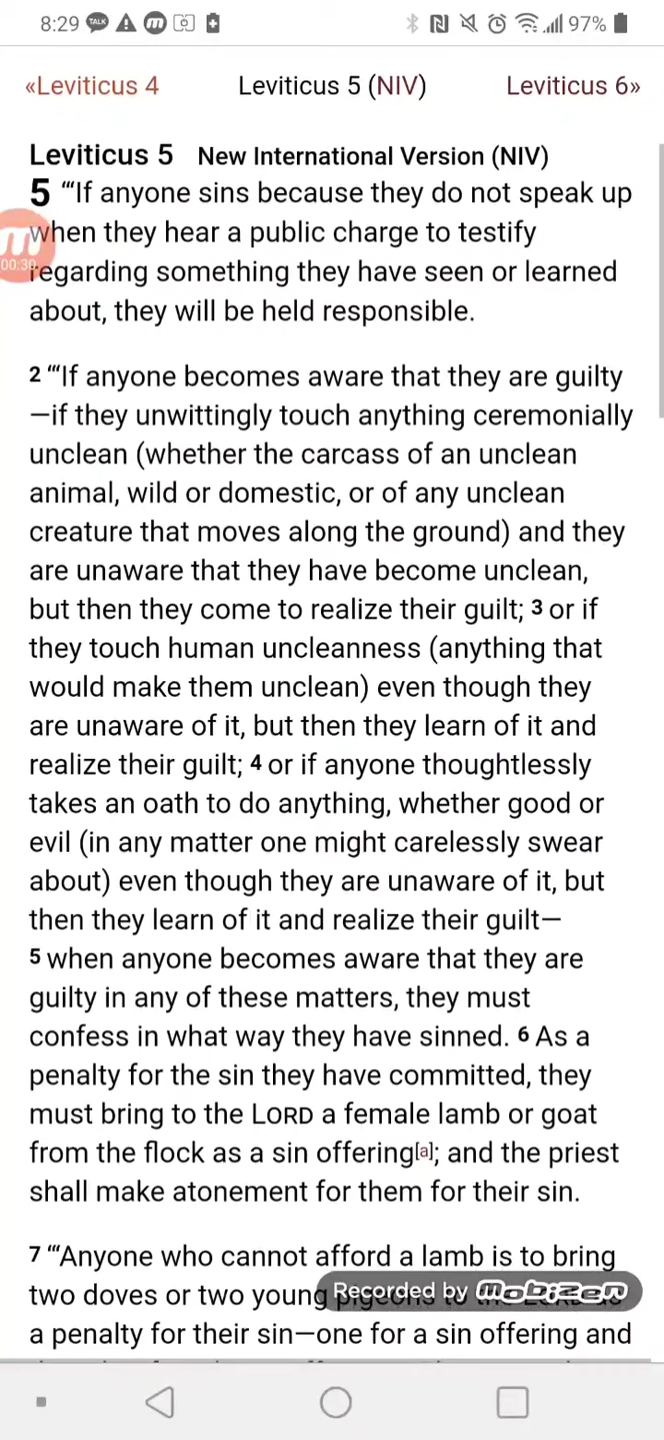 8:29 TALK m 97%
«Leviticus 4 Leviticus 5 (NIV) Leviticus 6»
Leviticus 5 New International Version (NIV)
5 “‘If anyone sins because they do not speak up
when they hear a public charge to testify
00:30 regarding something they have seen or learned
about, they will be held responsible.
2 “‘If anyone becomes aware that they are guilty
—if they unwittingly touch anything ceremonially
unclean (whether the carcass of an unclean
animal, wild or domestic, or of any unclean
creature that moves along the ground) and they
are unaware that they have become unclean,
but then they come to realize their guilt; 3 or if
they touch human uncleanness (anything that
would make them unclean) even though they
are unaware of it, but then they learn of it and
realize their guilt; 4 or if anyone thoughtlessly
takes an oath to do anything, whether good or
evil (in any matter one might carelessly swear
about) even though they are unaware of it, but
then they learn of it and realize their guilt—
5 when anyone becomes aware that they are
guilty in any of these matters, they must
confess in what way they have sinned. 6 As a
penalty for the sin they have committed, they
must bring to the LORD a female lamb or goat
from the flock as a sin offering[a]; and the priest
shall make atonement for them for their sin.
7 “‘Anyone who cannot afford a lamb is to bring
two doves or two young pigeons to the
Recorded by mobizen
a penalty for their sin—one for a sin offering and